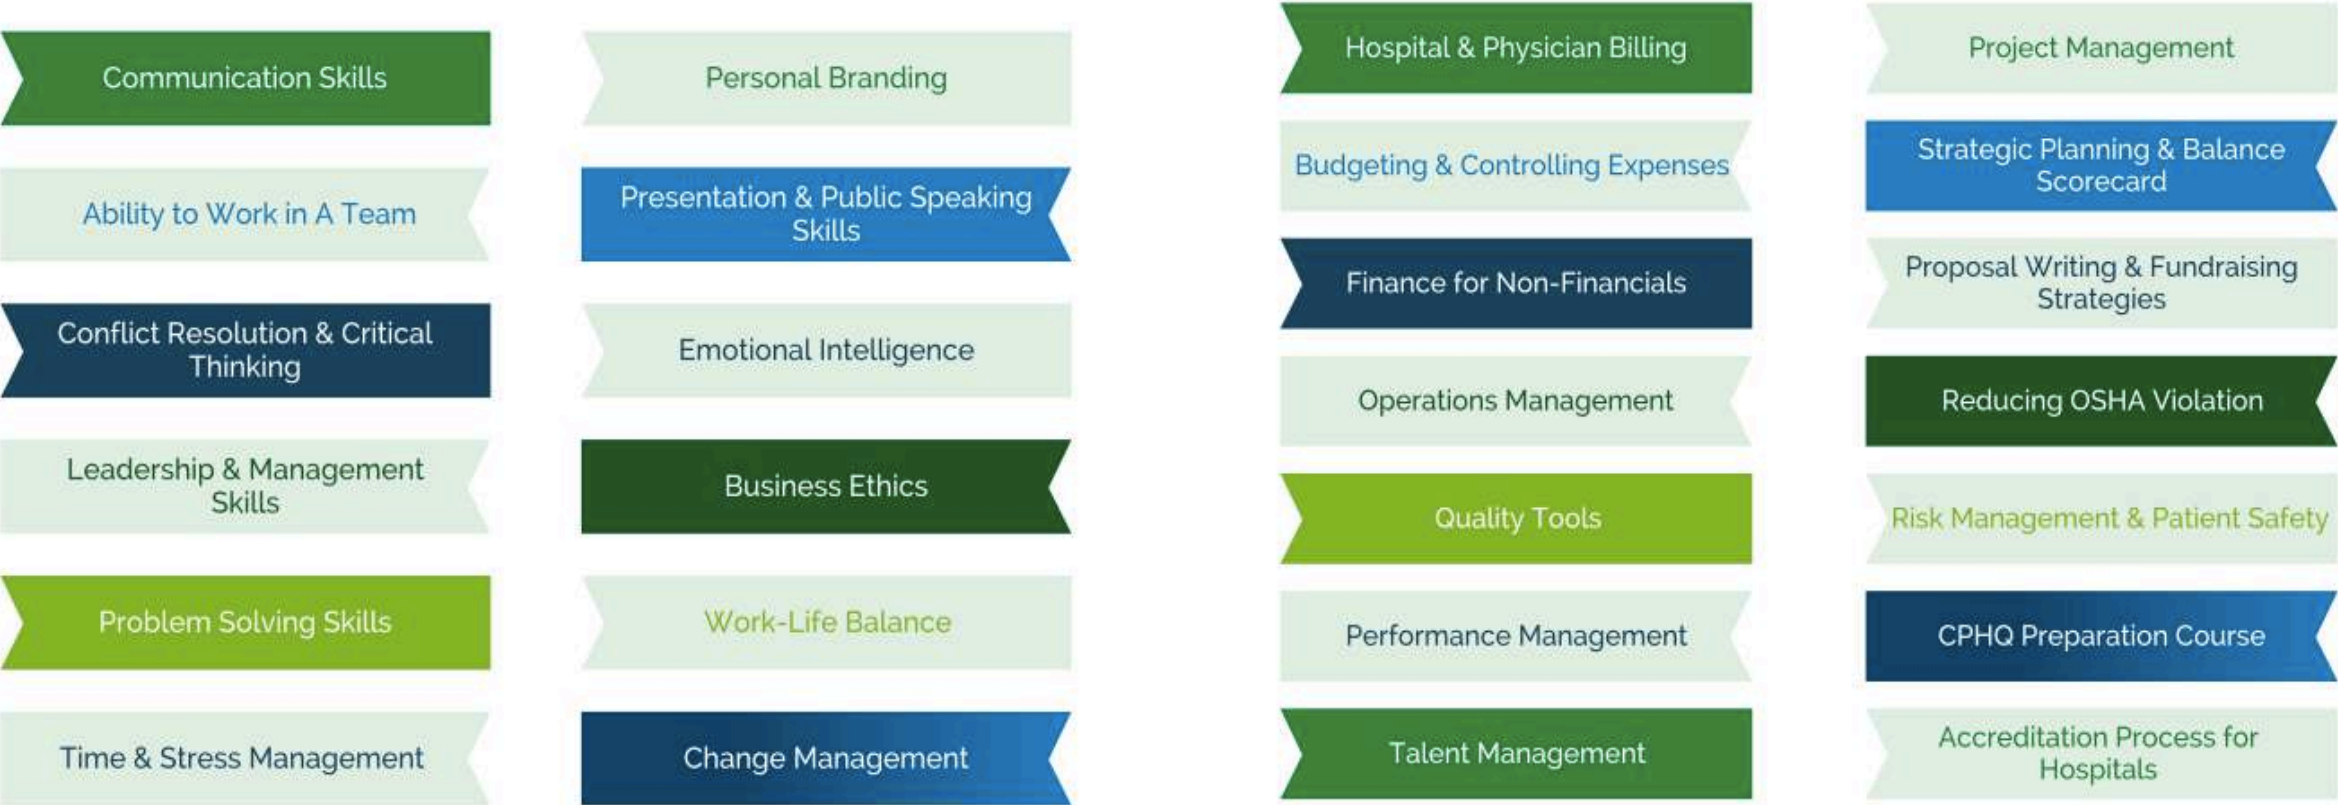 Communication Skills
Ability to Work in A Team
Conflict Resolution & Critical
Thinking
Leadership & Management
Skills
Problem Solving Skills
Time & Stress Management
Personal Branding
Presentation & Public Speaking
Skills
Emotional Intelligence
Business Ethics
Work-Life Balance
Change Management
Hospital & Physician Billing
Budgeting & Controlling Expenses
Finance for Non-Financials
Operations Management
Quality Tools
Performance Management
Talent Management
Project Management
Strategic Planning & Balance
Scorecard
Proposal Writing & Fundraising
Strategies
Reducing OSHA Violation
Risk Management & Patient Safety
CPHQ Preparation Course
Accreditation Process for
Hospitals